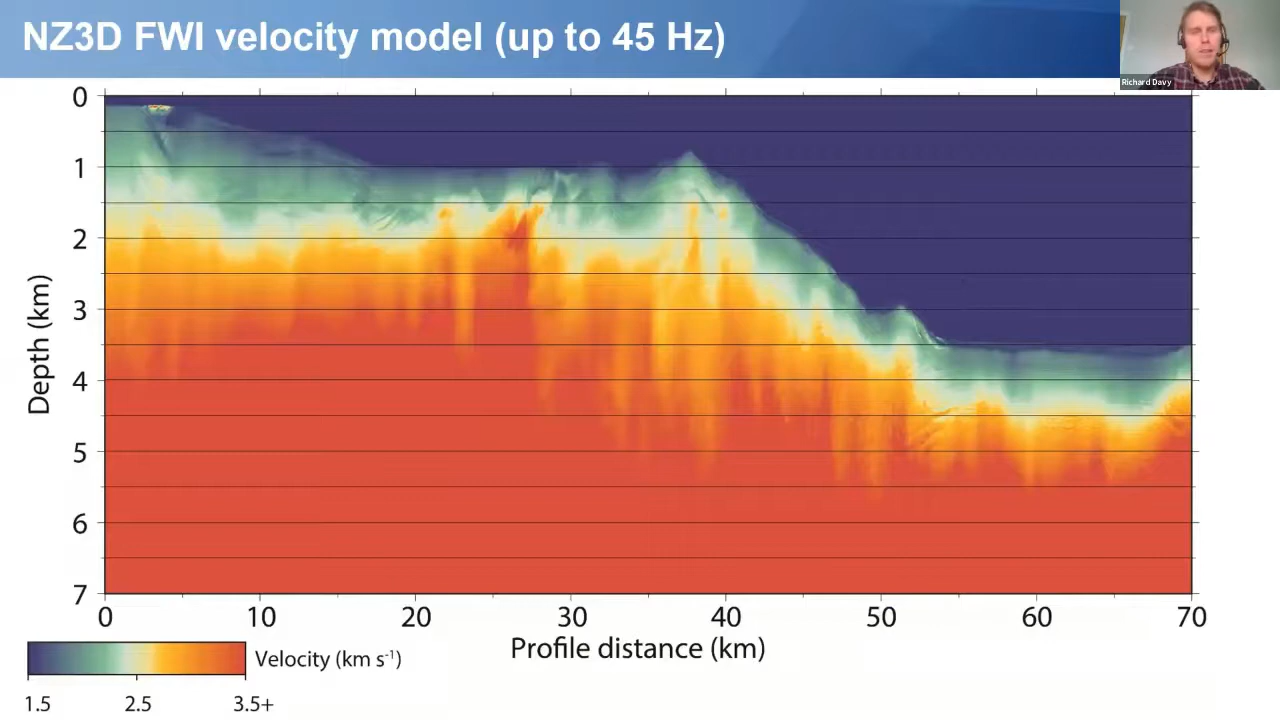 NZ3D FWI velocity model (up to 45 Hz)
Richard Davy
0
1
2
3
4
5
6
7
Depth (km)
0 10 20 30 40 50 60 70
Profile distance (km)
Velocity (km s⁻¹)
1.5 2.5 3.5+